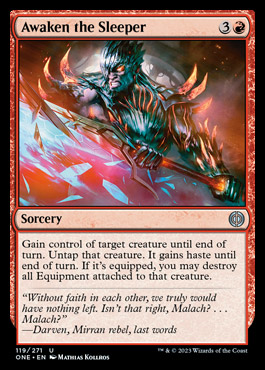 Awaken the Sleeper 3
Sorcery
Gain control of target creature until end of
turn. Untap that creature. It gains haste until
end of turn. If it's equipped, you may destroy
all Equipment attached to that creature.
"Without faith in each other, we truly would
have nothing left. Isn't that right, Malach? . . .
Malach?"
—Darven, Mirran rebel, last words
119/271 U
ONE • EN MATHIAS KOLLROS
™ & © 2023 Wizards of the Coast